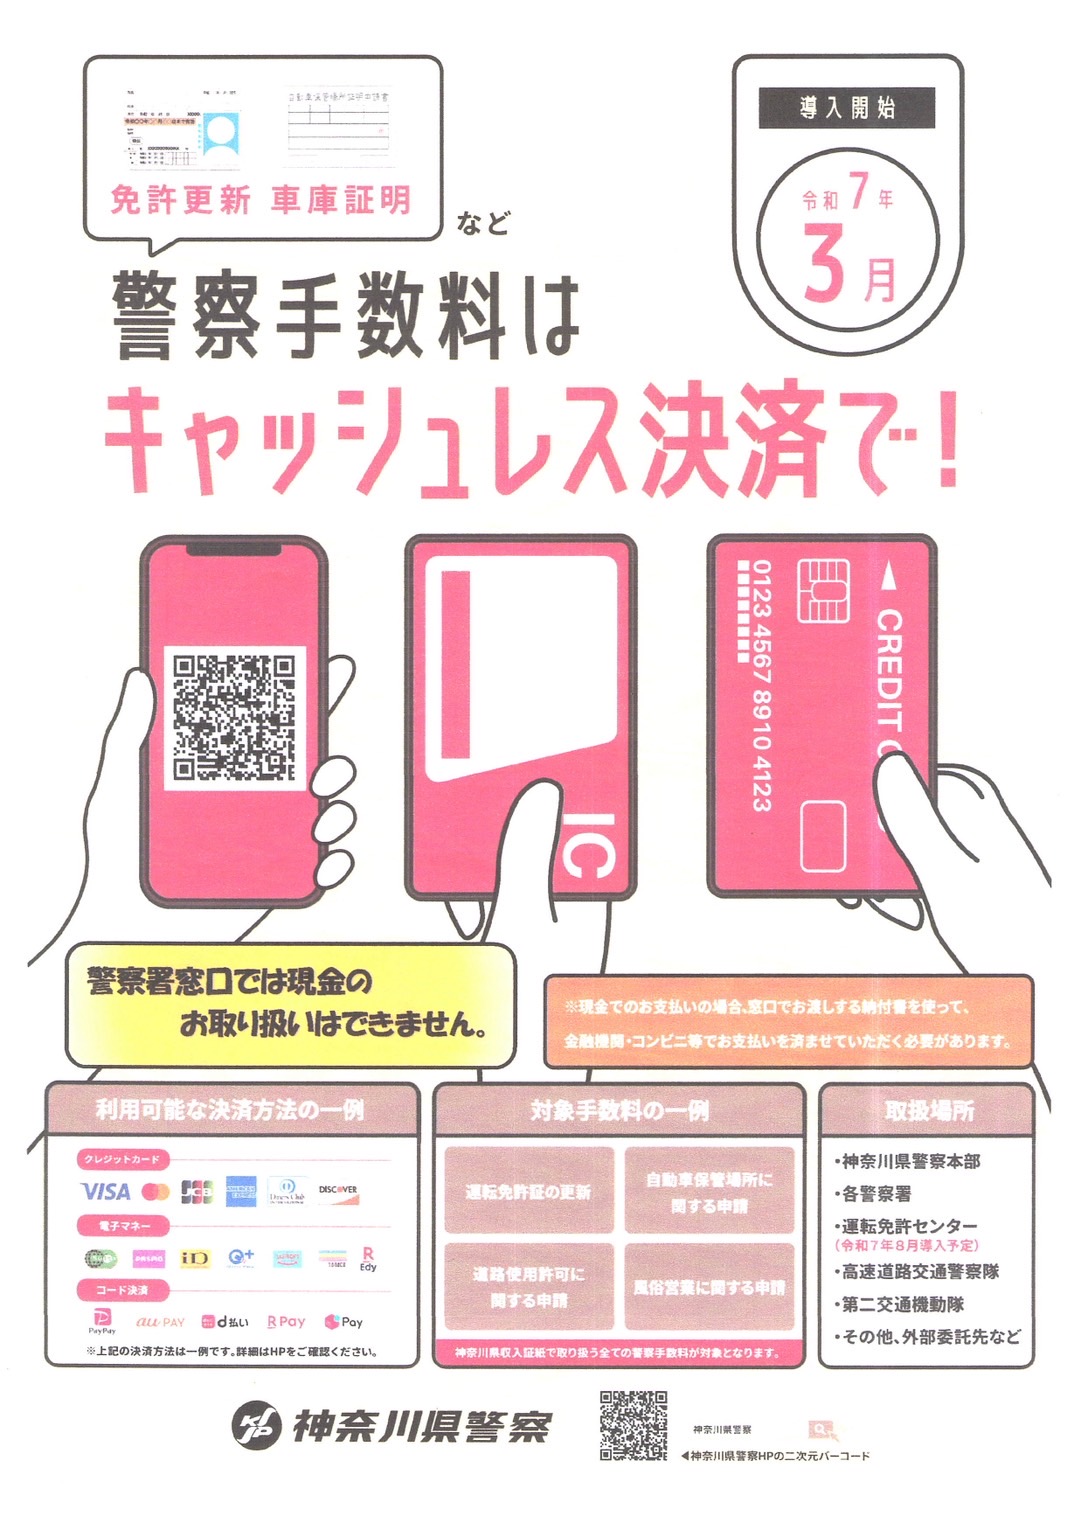 自動車保管場所証明申請書
免許更新 車庫証明
など
導入開始
令和7年
3月
警察手数料は
キャッシュレス決済で!
IC
CREDIT C
0123 4567 8910 4123
警察署窓口では現金の
お取り扱いはできません。
※現金でのお支払いの場合、窓口でお渡しする納付書を使って、
金融機関・コンビニ等でお支払いを済ませていただく必要があります。
利用可能な決済方法の一例
クレジットカード
VISA JCB AMERICAN EXPRESS Diners Club DISCOVER
電子マネー
PASMO iD Q+ R Edy
コード決済
PayPay au PAY d払い R Pay Pay
※上記の決済方法は一例です。詳細はHPをご確認ください。
対象手数料の一例
運転免許証の更新
自動車保管場所に
関する申請
道路使用許可に
関する申請
風俗営業に関する申請
神奈川県収入証紙で取り扱う全ての警察手数料が対象となります。
取扱場所
・神奈川県警察本部
・各警察署
・運転免許センター
(令和7年8月導入予定)
・高速道路交通警察隊
・第二交通機動隊
・その他、外部委託先など
神奈川県警察
神奈川県警察
◀神奈川県警察HPの二次元バーコード